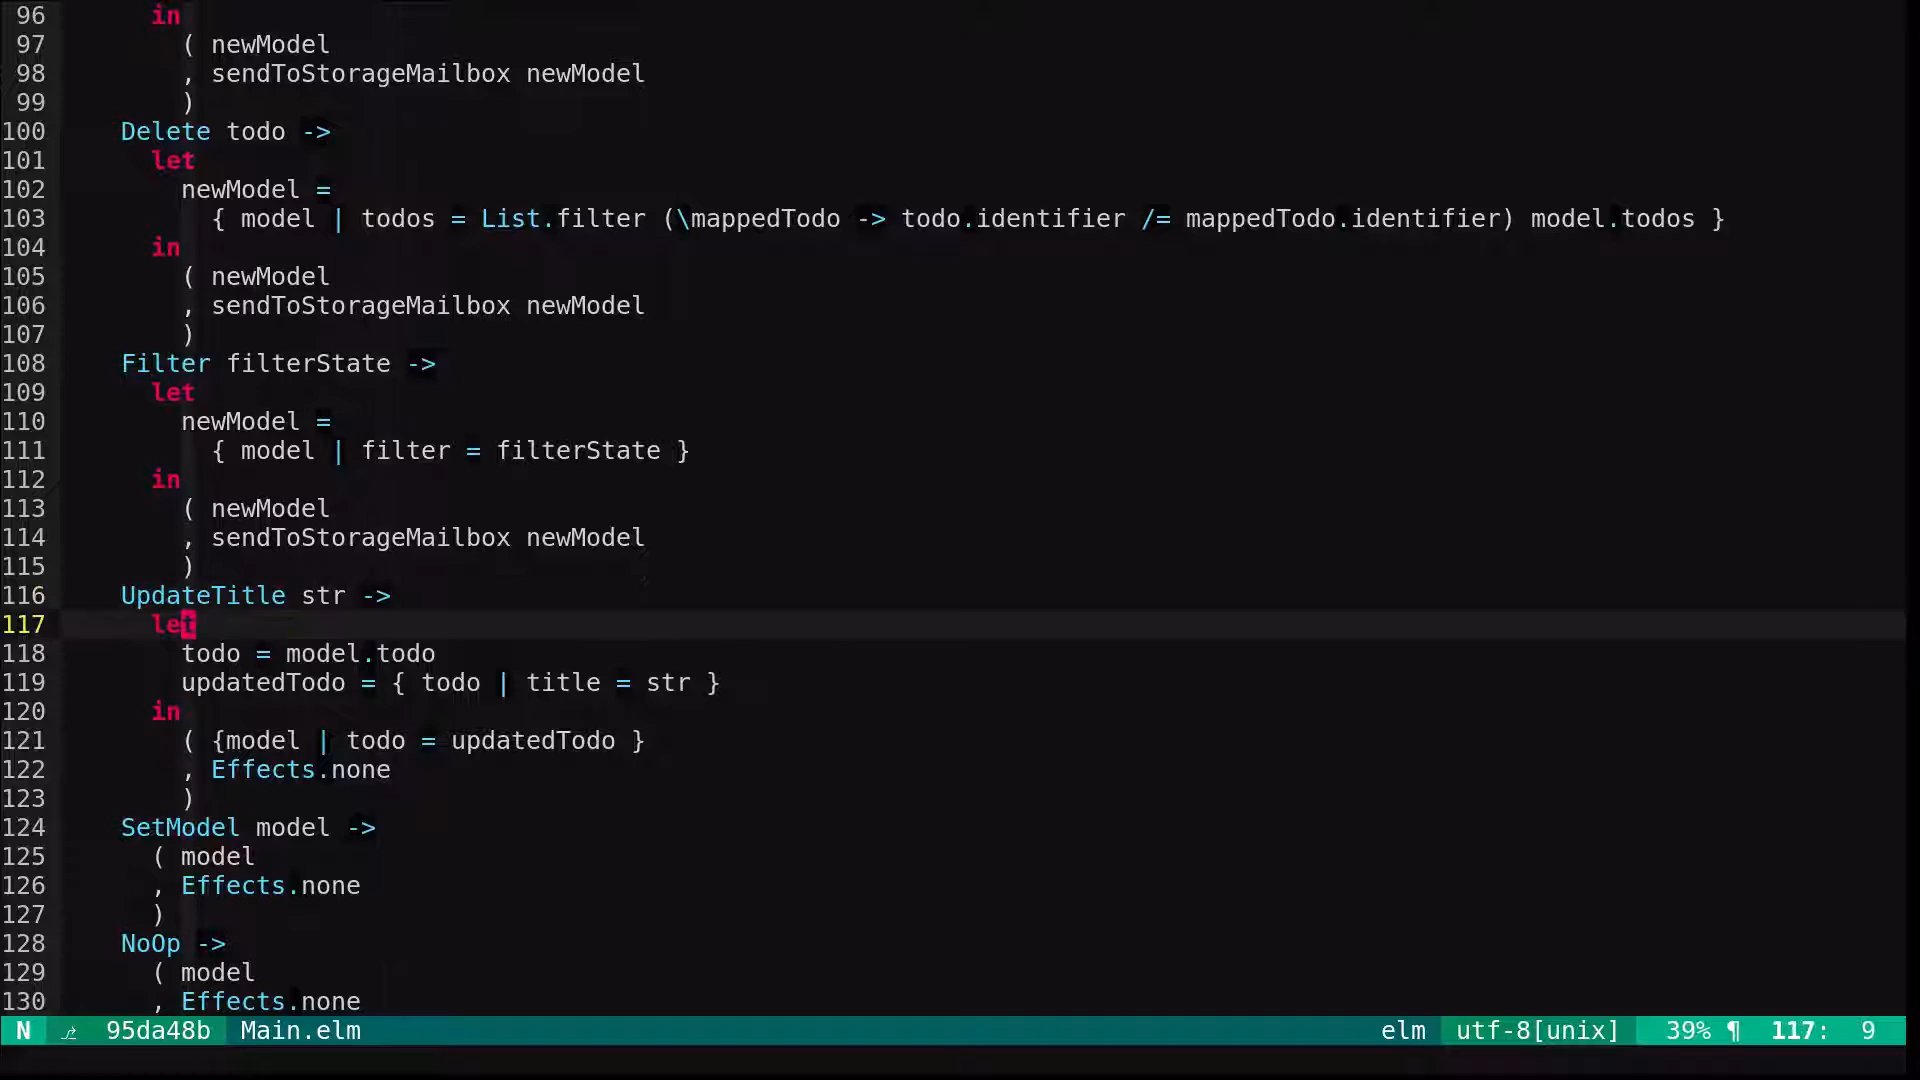 96       in
97         ( newModel
98         , sendToStorageMailbox newModel
99         )
100     Delete todo ->
101       let
102         newModel =
103           { model | todos = List.filter (\mappedTodo -> todo.identifier /= mappedTodo.identifier) model.todos }
104       in
105         ( newModel
106         , sendToStorageMailbox newModel
107         )
108     Filter filterState ->
109       let
110         newModel =
111           { model | filter = filterState }
112       in
113         ( newModel
114         , sendToStorageMailbox newModel
115         )
116     UpdateTitle str ->
117       let
118         todo = model.todo
119         updatedTodo = { todo | title = str }
120       in
121         ( {model | todo = updatedTodo }
122         , Effects.none
123         )
124     SetModel model ->
125       ( model
126       , Effects.none
127       )
128     NoOp ->
129       ( model
130       , Effects.none
N ⎇ 95da48b Main.elm elm utf-8[unix] 39% ¶ 117: 9